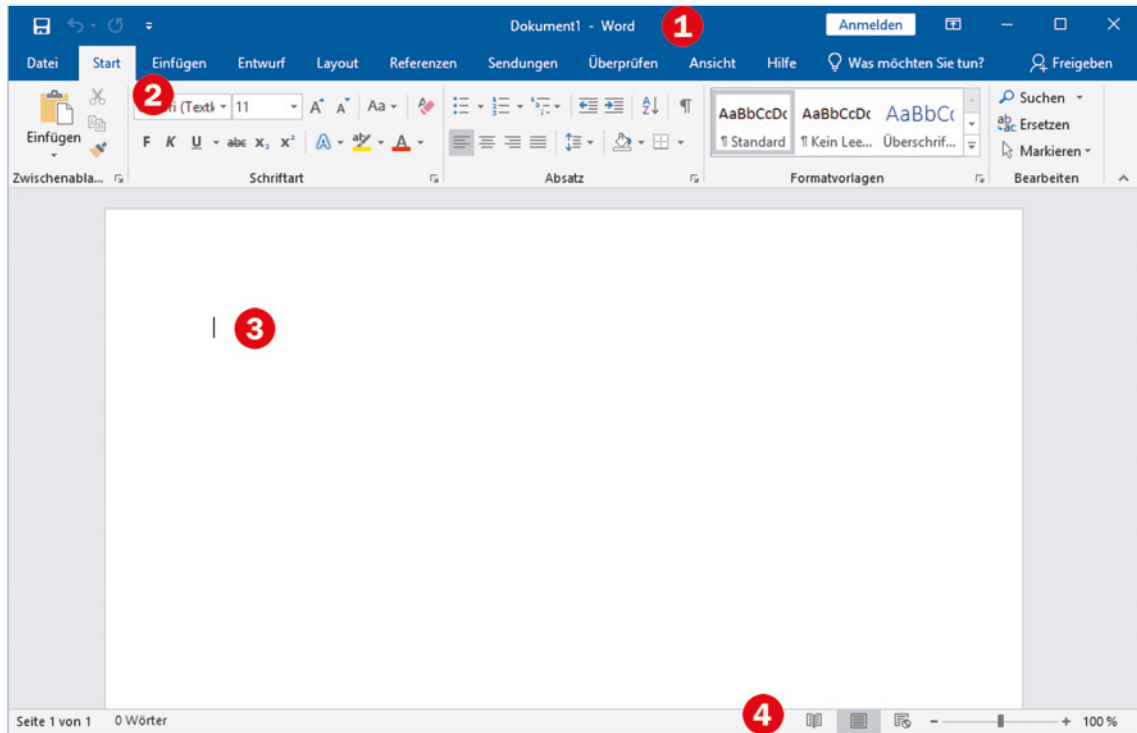 Dokument1 - Word 1 Anmelden
Datei Start Einfügen Entwurf Layout Referenzen Sendungen Überprüfen Ansicht Hilfe Was möchten Sie tun? Freigeben
2 (Textk 11 A A Aa A
AaBbCcDc AaBbCcDc AaBbC(
Suchen
Ersetzen
Einfügen
F K U abc X₂ X² A aby A
¶ Standard ¶ Kein Lee... Überschrif...
Markieren
Zwischenabla... Schriftart Absatz Formatvorlagen Bearbeiten
3
Seite 1 von 1 0 Wörter 4 - + 100 %